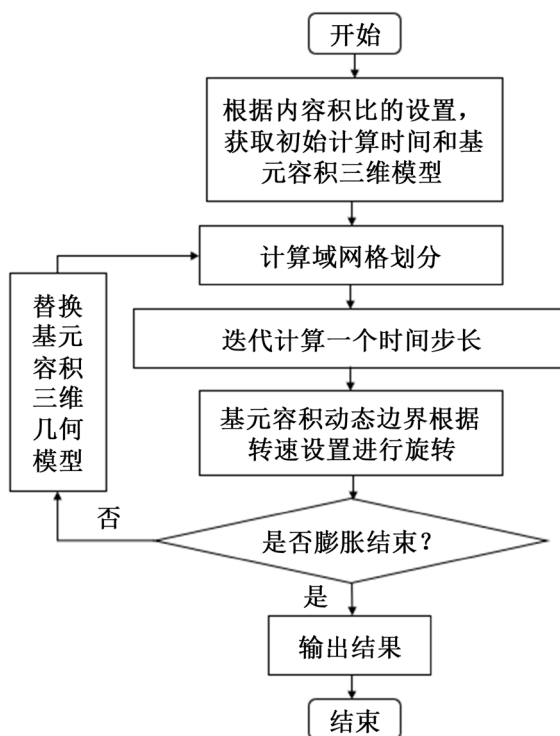 开始
根据内容积比的设置，
获取初始计算时间和基
元容积三维模型
计算域网格划分
替换
基元
容积
三维
几何
模型
迭代计算一个时间步长
基元容积动态边界根据
转速设置进行旋转
否
是否膨胀结束？
是
输出结果
结束